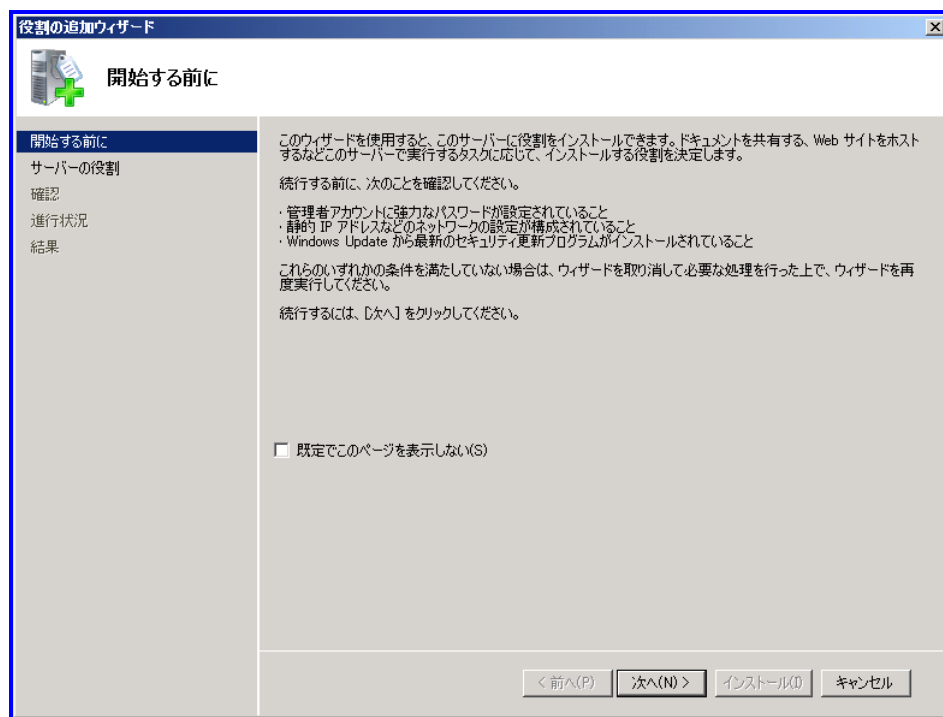 役割の追加ウィザード
開始する前に
開始する前に
サーバーの役割
確認
進行状況
結果
このウィザードを使用すると、このサーバーに役割をインストールできます。ドキュメントを共有する、Web サイトをホスト
するなどこのサーバーで実行するタスクに応じて、インストールする役割を決定します。
続行する前に、次のことを確認してください。
・管理者アカウントに強力なパスワードが設定されていること
・静的 IP アドレスなどのネットワークの設定が構成されていること
・Windows Update から最新のセキュリティ更新プログラムがインストールされていること
これらのいずれかの条件を満たしていない場合は、ウィザードを取り消して必要な処理を行った上で、ウィザードを再
度実行してください。
続行するには、[次へ] をクリックしてください。
既定でこのページを表示しない(S)
< 前へ(P) 次へ(N) > インストール(I) キャンセル